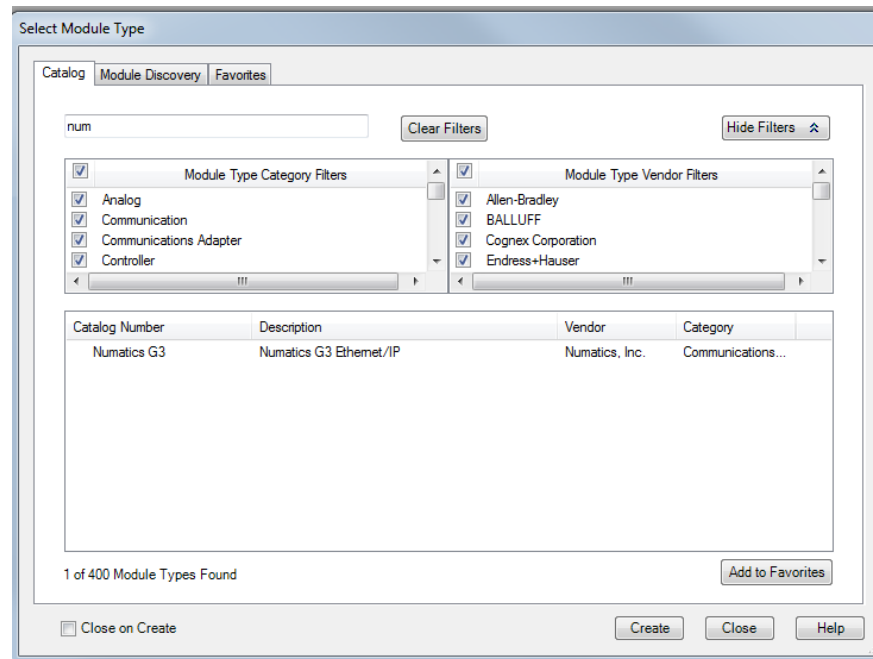 Select Module Type
Catalog Module Discovery Favorites
num Clear Filters Hide Filters
Module Type Category Filters Module Type Vendor Filters
Analog Allen-Bradley
Communication BALLUFF
Communications Adapter Cognex Corporation
Controller Endress+Hauser
Catalog Number Description Vendor Category
Numatics G3 Numatics G3 Ethernet/IP Numatics, Inc. Communications...
1 of 400 Module Types Found Add to Favorites
Close on Create Create Close Help